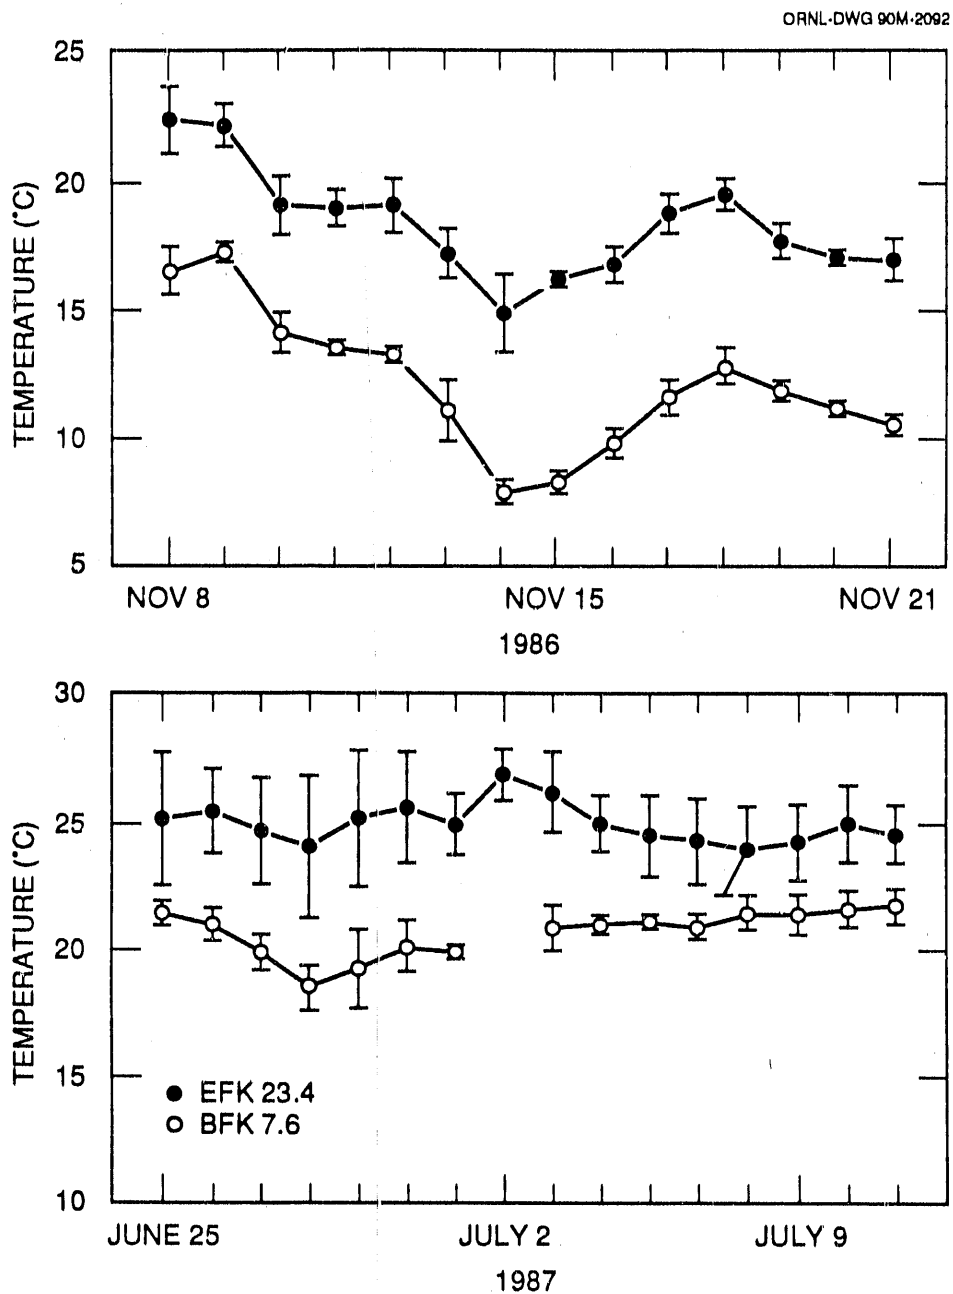 ORNL-DWG 90M-2092
25
20
15
10
5
TEMPERATURE (°C)
NOV 8 NOV 15 NOV 21
1986
30
25
20
15
10
TEMPERATURE (°C)
EFK 23.4
BFK 7.6
JUNE 25 JULY 2 JULY 9
1987